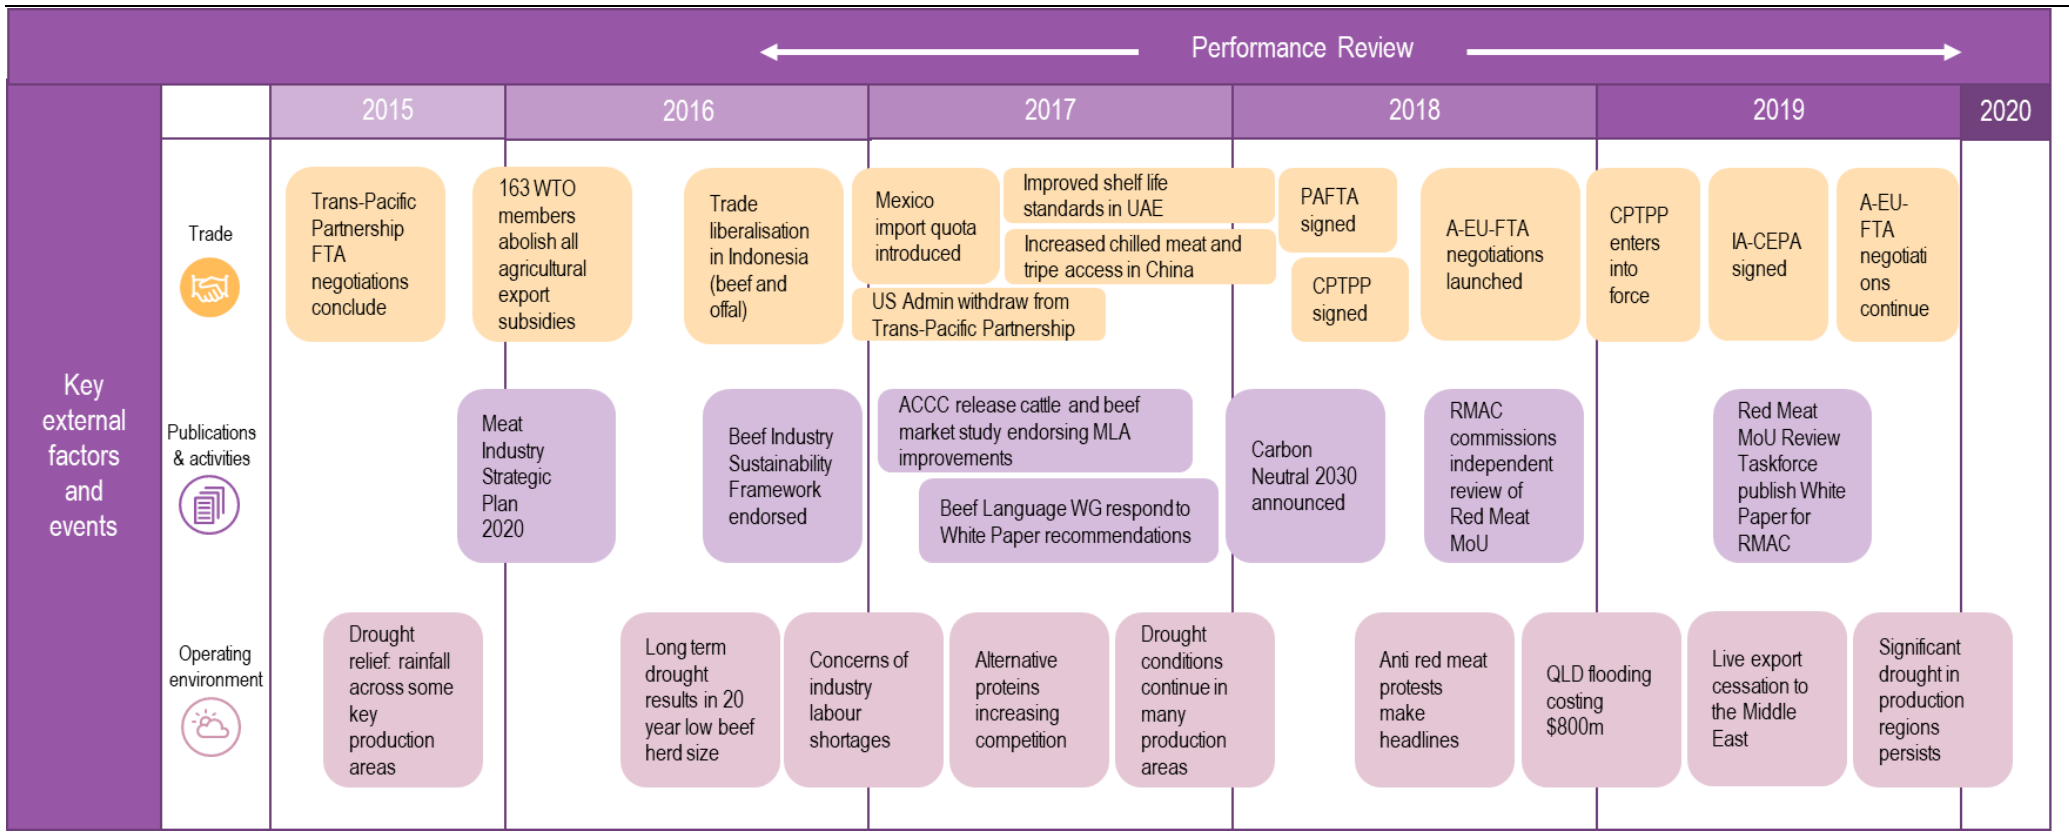 Performance Review
2015
2016
2017
2018
2019
2020
Key
external
factors
and
events
Trade
Trans-Pacific
Partnership
FTA
negotiations
conclude
163 WTO
members
abolish all
agricultural
export
subsidies
Trade
liberalisation
in Indonesia
(beef and
offal)
Mexico
import quota
introduced
Improved shelf life
standards in UAE
Increased chilled meat and
tripe access in China
US Admin withdraw from
Trans-Pacific Partnership
PAFTA
signed
CPTPP
signed
A-EU-FTA
negotiations
launched
CPTPP
enters
into
force
IA-CEPA
signed
A-EU-
FTA
negotiati
ons
continue
Publications
& activities
Meat
Industry
Strategic
Plan
2020
Beef Industry
Sustainability
Framework
endorsed
ACCC release cattle and beef
market study endorsing MLA
improvements
Beef Language WG respond to
White Paper recommendations
Carbon
Neutral 2030
announced
RMAC
commissions
independent
review of
Red Meat
MoU
Red Meat
MoU Review
Taskforce
publish White
Paper for
RMAC
Operating
environment
Drought
relief: rainfall
across some
key
production
areas
Long term
drought
results in 20
year low beef
herd size
Concerns of
industry
labour
shortages
Alternative
proteins
increasing
competition
Drought
conditions
continue in
many
production
areas
Anti red meat
protests
make
headlines
QLD flooding
costing
$800m
Live export
cessation to
the Middle
East
Significant
drought in
production
regions
persists